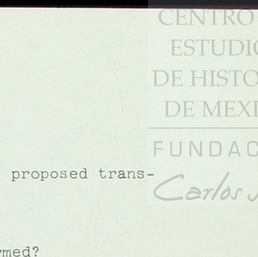 CENTRO
ESTUDIO
DE HISTO
DE MEXI
FUNDAC
Carlos
proposed trans-
rmed?